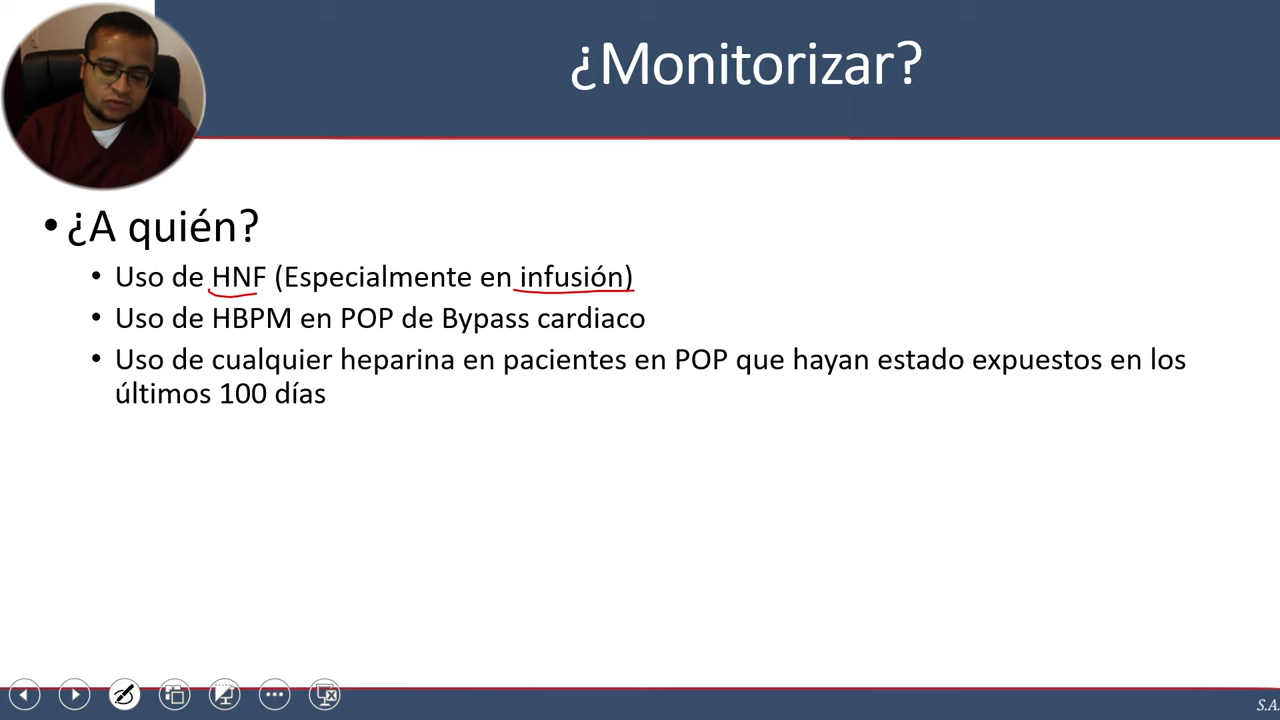 ¿Monitorizar?
• ¿A quién?
• Uso de HNF (Especialmente en infusión)
• Uso de HBPM en POP de Bypass cardiaco
• Uso de cualquier heparina en pacientes en POP que hayan estado expuestos en los
últimos 100 días
S.A.